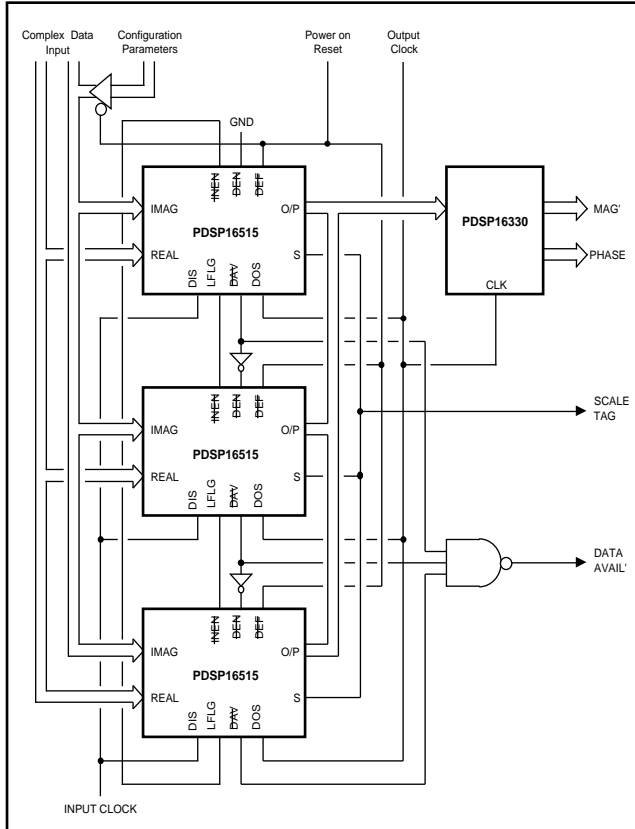 Complex Data
Input
Configuration
Parameters
Power on
Reset
Output
Clock
GND
INEN
DEN
DEF
IMAG
REAL
PDSP16515
O/P
S
DIS
LFLG
DAV
DOS
PDSP16330
CLK
MAG'
PHASE
INEN
DEN
DEF
IMAG
REAL
PDSP16515
O/P
S
DIS
LFLG
DAV
DOS
SCALE
TAG
DATA
AVAIL'
INEN
DEN
DEF
IMAG
REAL
PDSP16515
O/P
S
DIS
LFLG
DAV
DOS
INPUT CLOCK